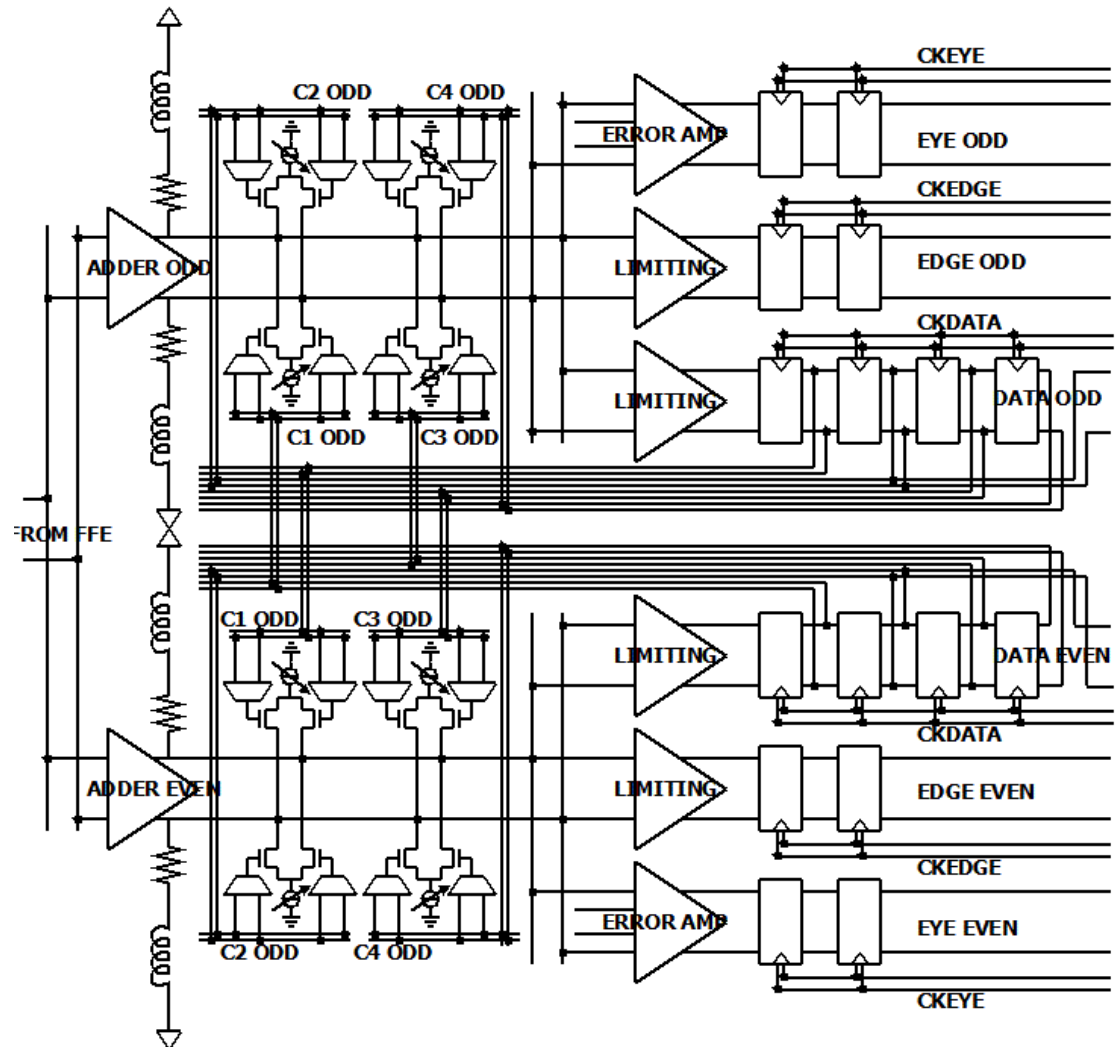 CKEYE
C2 ODD C4 ODD
ERROR AMP
EYE ODD
CKEDGE
ADDER ODD
LIMITING
EDGE ODD
CKDATA
LIMITING
DATA ODD
C1 ODD C3 ODD
FROM FFE
C1 ODD C3 ODD
LIMITING
DATA EVEN
CKDATA
ADDER EVEN
LIMITING
EDGE EVEN
CKEDGE
ERROR AMP
EYE EVEN
C2 ODD C4 ODD
CKEYE